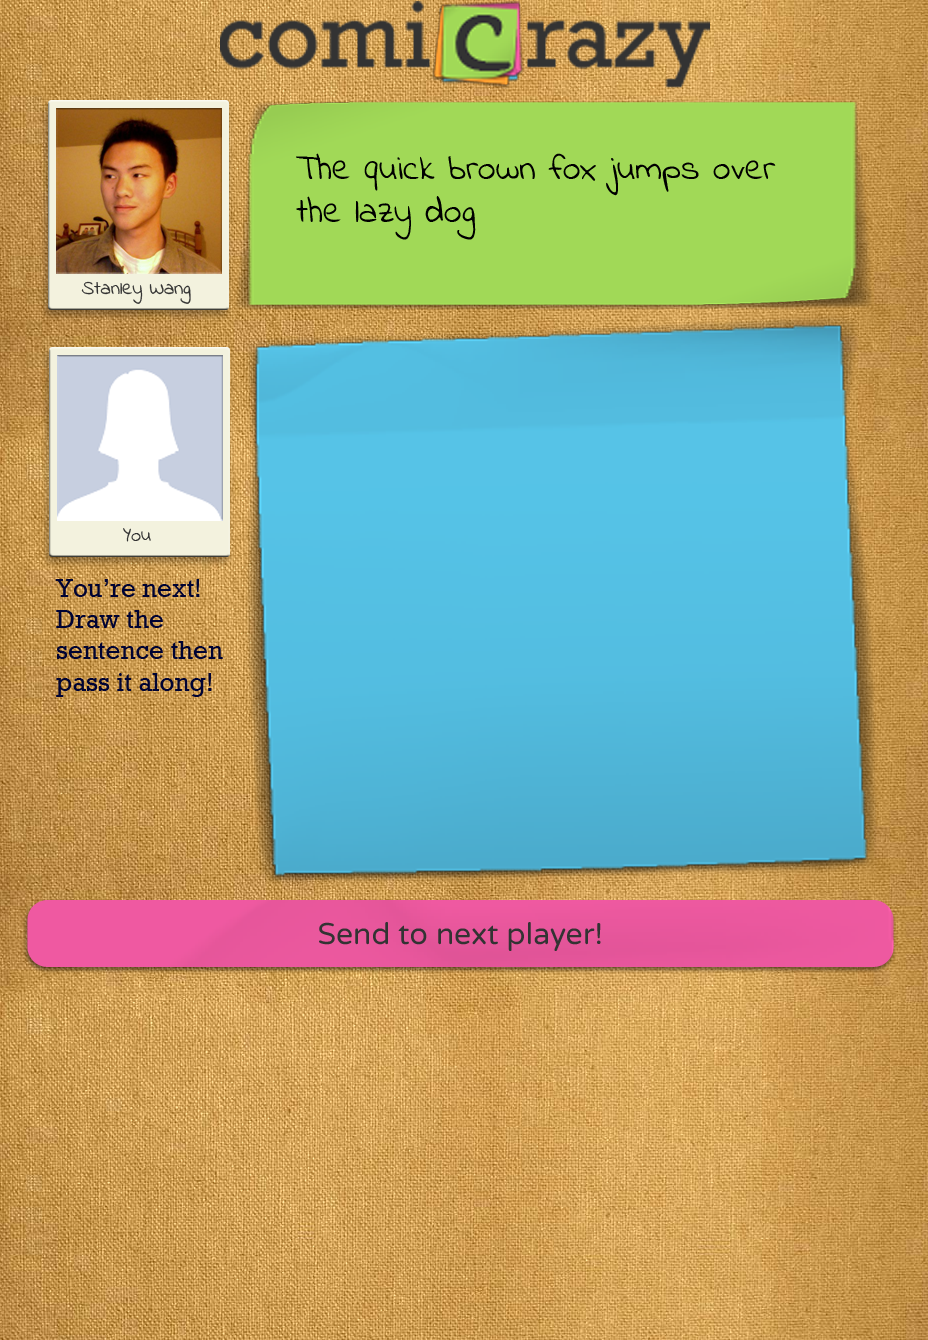 comicrazy
The quick brown fox jumps over
the lazy dog
Stanley Wang
You
You’re next!
Draw the
sentence then
pass it along!
Send to next player!